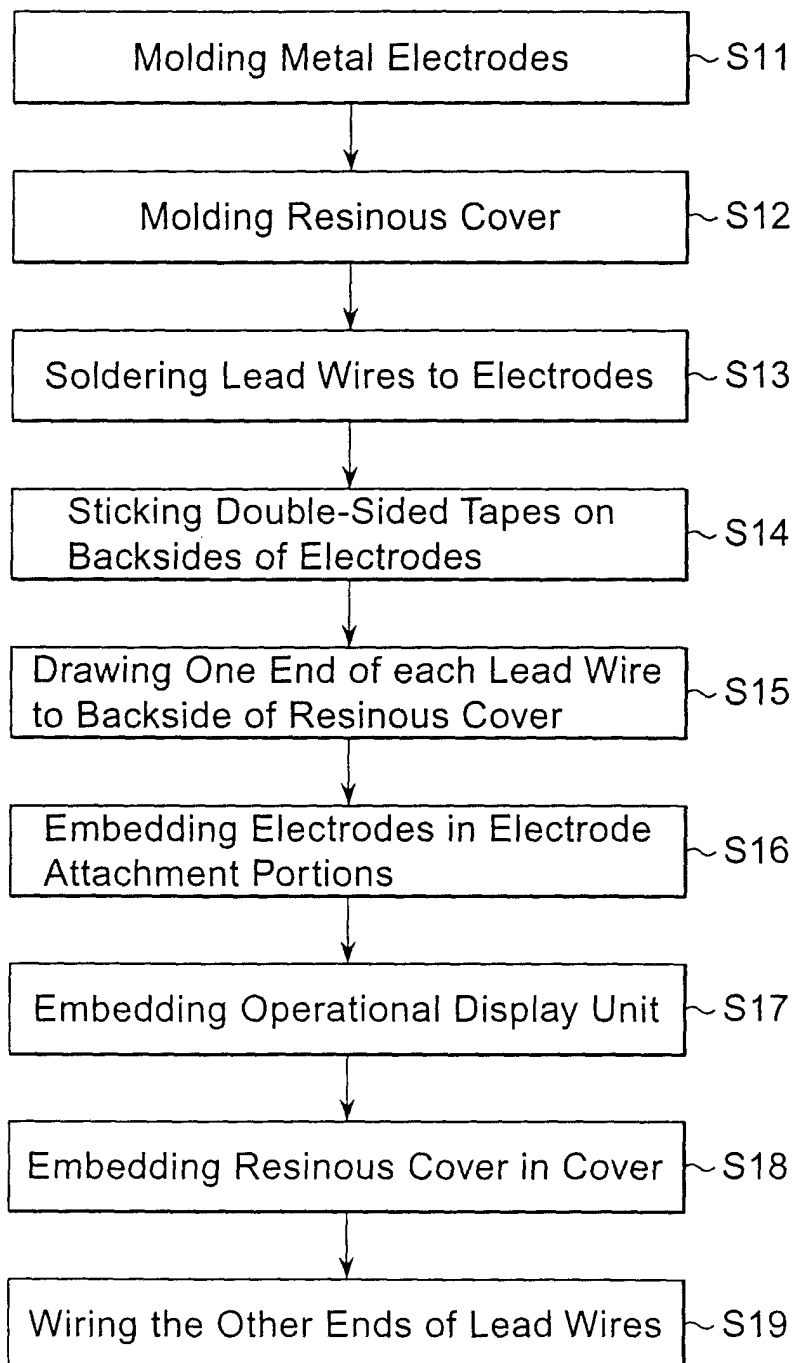 Molding Metal Electrodes
S11
Molding Resinous Cover
S12
Soldering Lead Wires to Electrodes
S13
Sticking Double-Sided Tapes on
Backsides of Electrodes
S14
Drawing One End of each Lead Wire
to Backside of Resinous Cover
S15
Embedding Electrodes in Electrode
Attachment Portions
S16
Embedding Operational Display Unit
S17
Embedding Resinous Cover in Cover
S18
Wiring the Other Ends of Lead Wires
S19